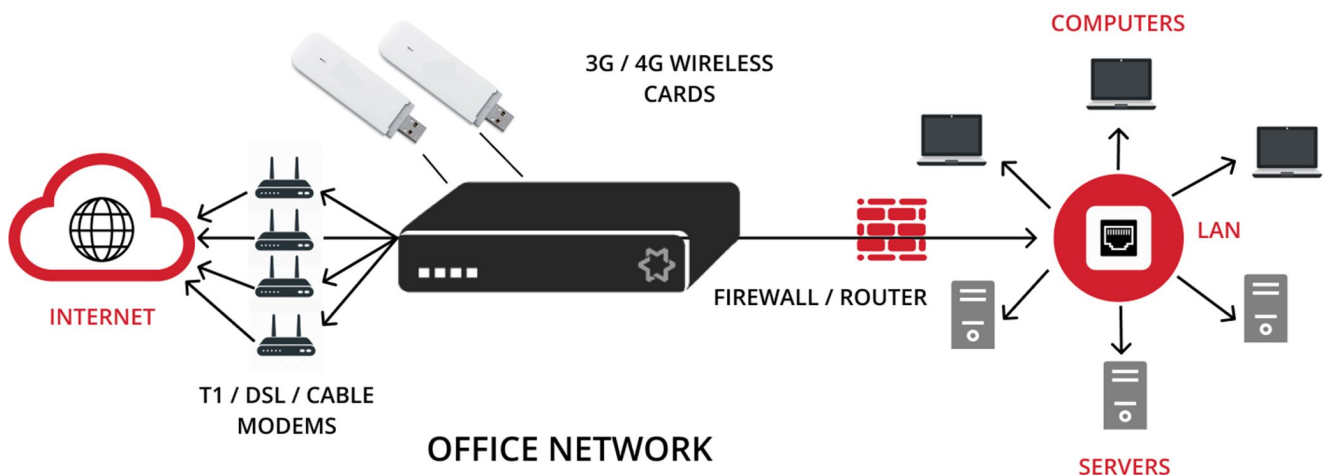 COMPUTERS
3G / 4G WIRELESS
CARDS
LAN
INTERNET
FIREWALL / ROUTER
T1 / DSL / CABLE
MODEMS
OFFICE NETWORK
SERVERS